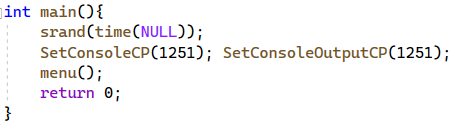 int main(){
    srand(time(NULL));
    SetConsoleCP(1251); SetConsoleOutputCP(1251);
    menu();
    return 0;
}